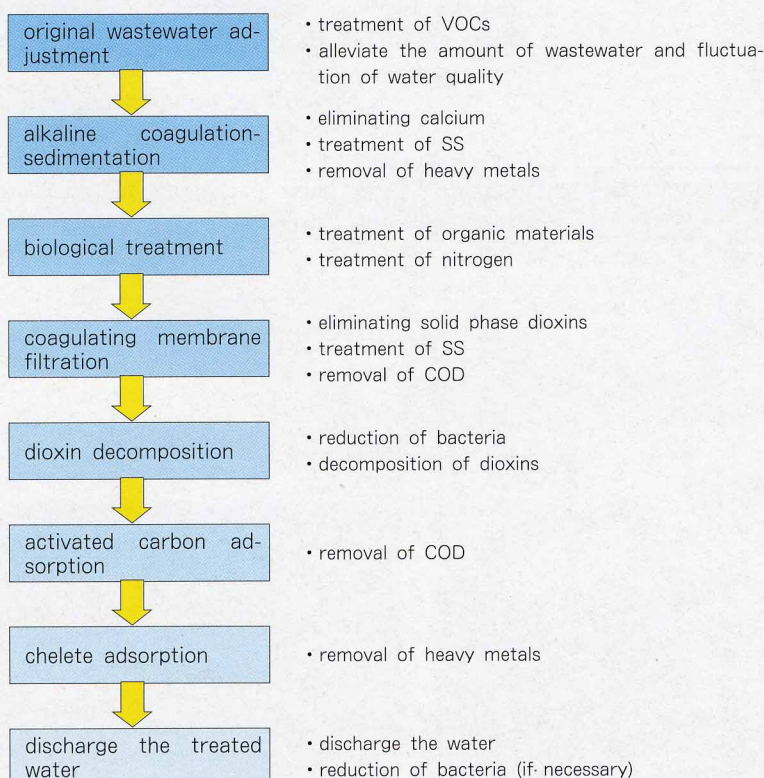 original wastewater ad-
justment
• treatment of VOCs
• alleviate the amount of wastewater and fluctua-
tion of water quality
alkaline coagulation-
sedimentation
• eliminating calcium
• treatment of SS
• removal of heavy metals
biological treatment
• treatment of organic materials
• treatment of nitrogen
coagulating membrane
filtration
• eliminating solid phase dioxins
• treatment of SS
• removal of COD
dioxin decomposition
• reduction of bacteria
• decomposition of dioxins
activated carbon ad-
sorption
• removal of COD
chelete adsorption
• removal of heavy metals
discharge the treated
water
• discharge the water
• reduction of bacteria (if necessary)